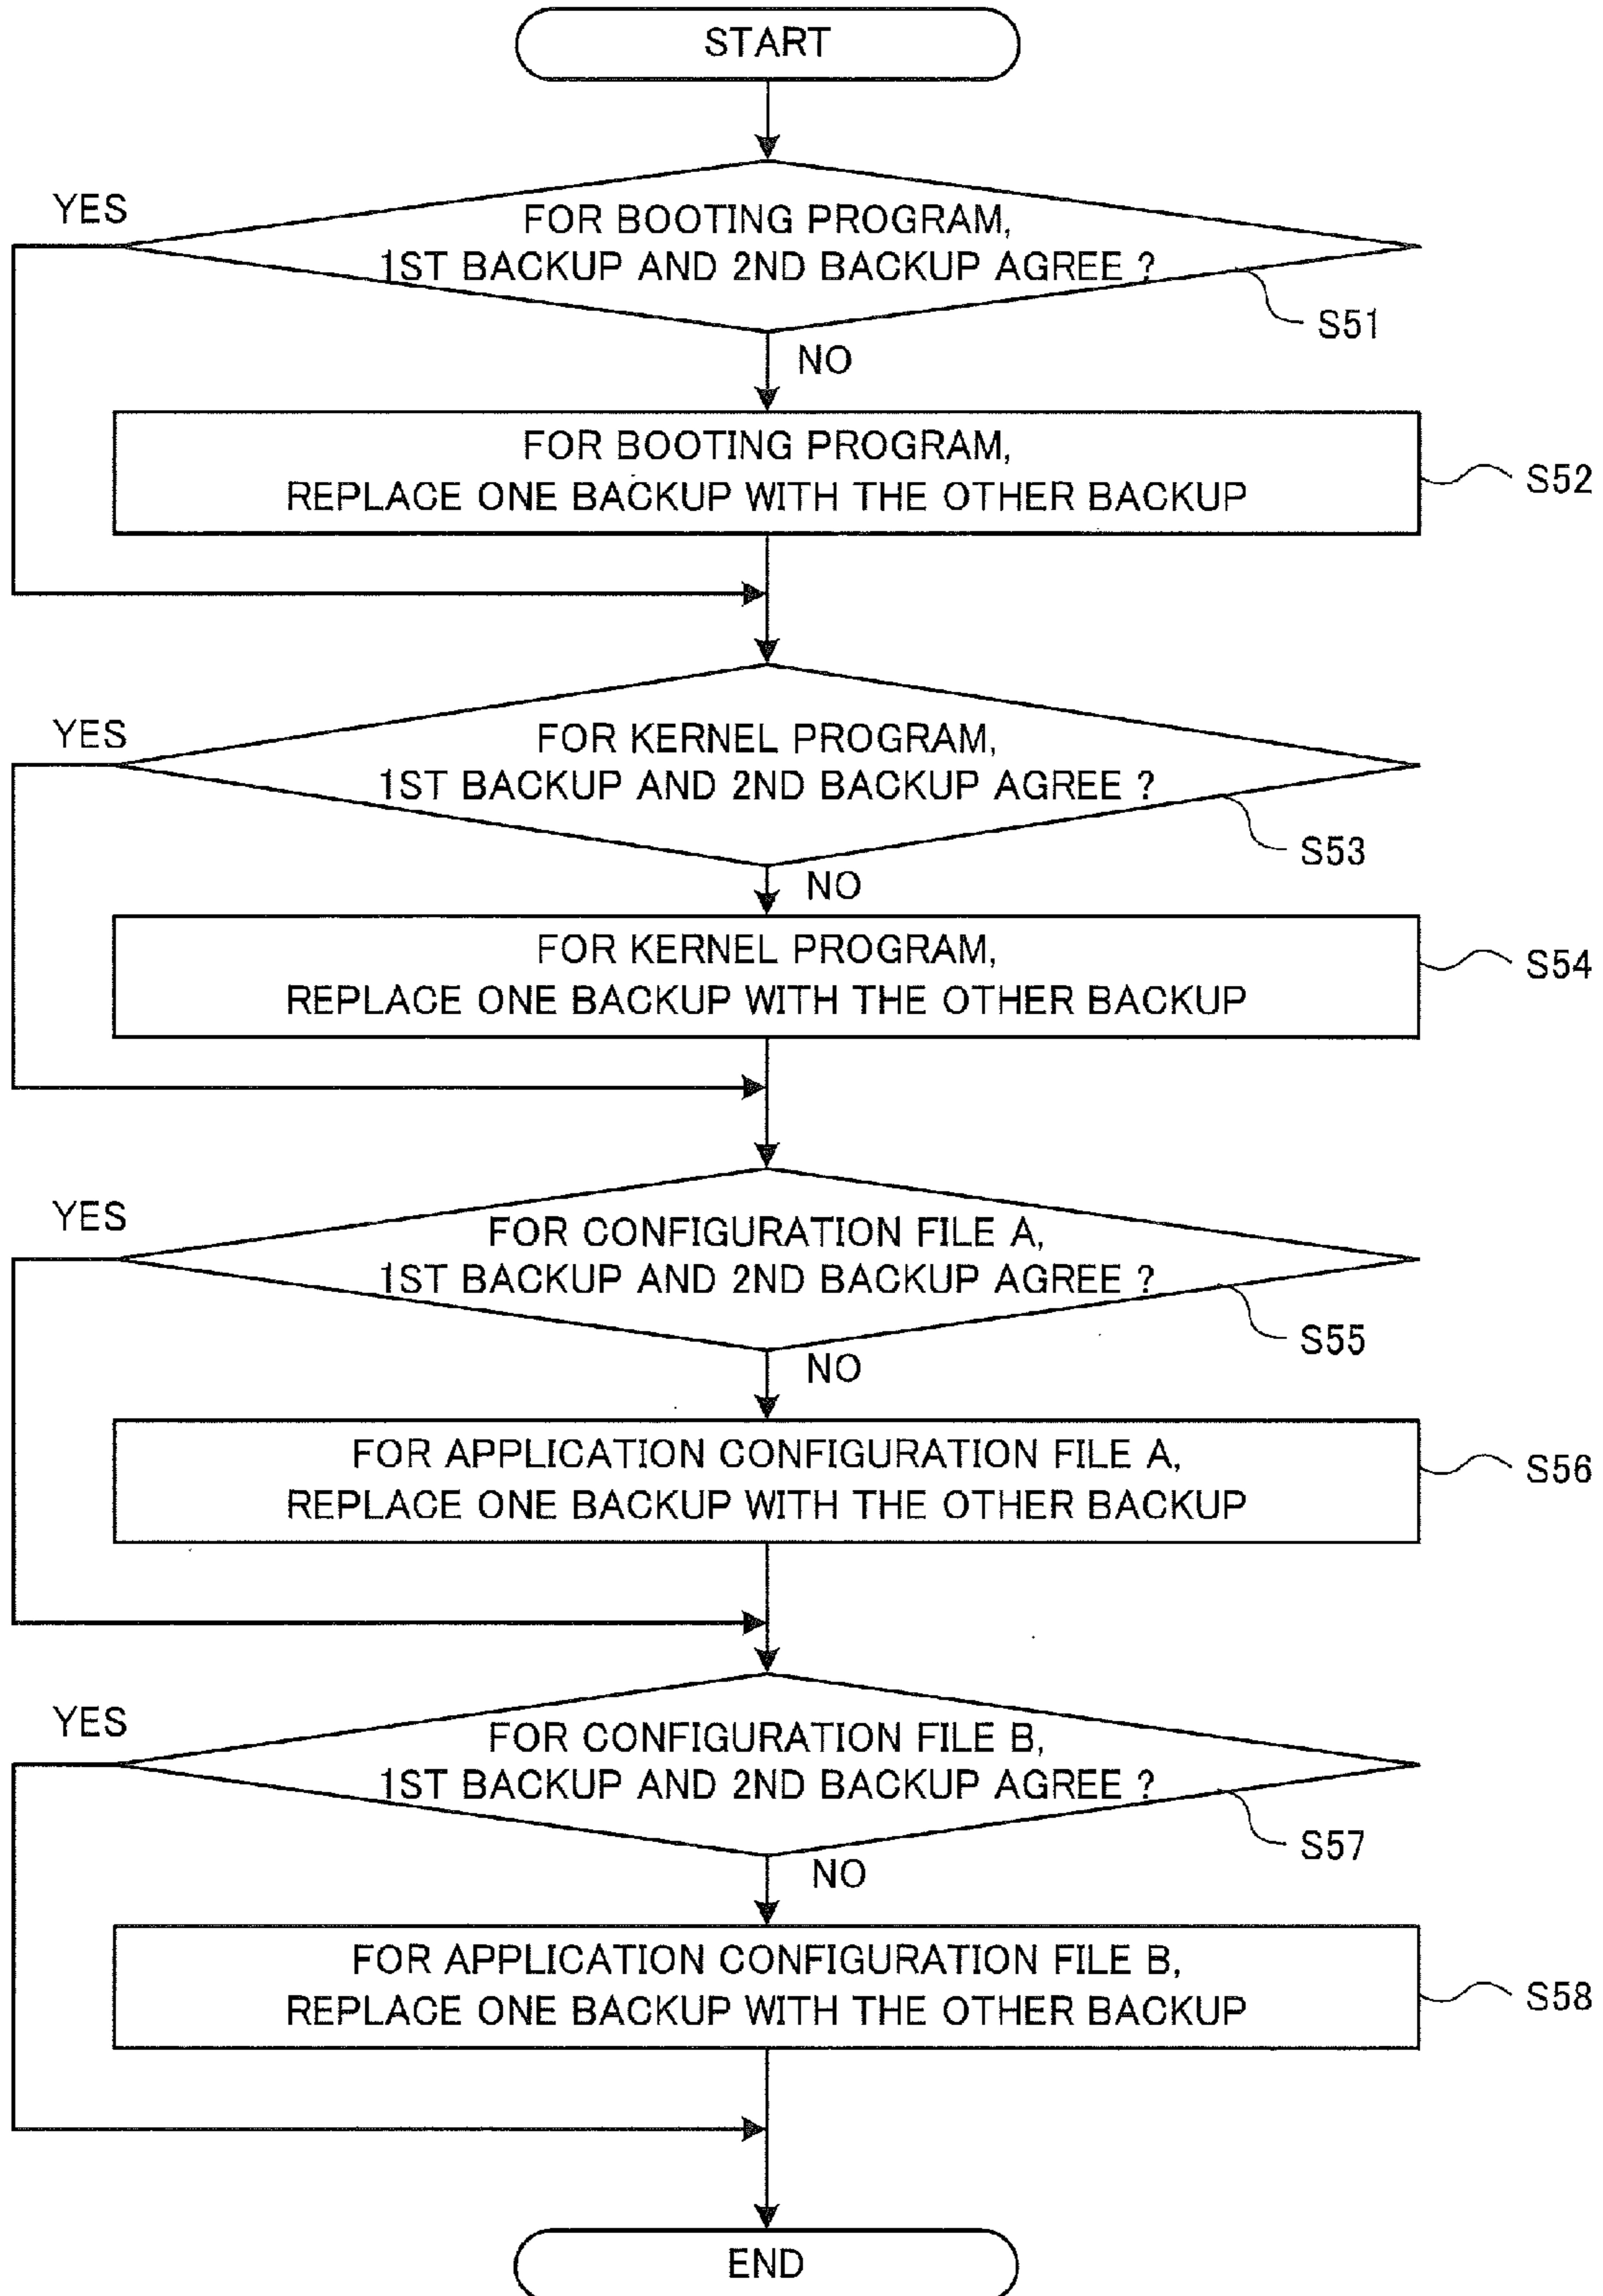 START
YES
FOR BOOTING PROGRAM,
1ST BACKUP AND 2ND BACKUP AGREE ?
S51
NO
FOR BOOTING PROGRAM,
REPLACE ONE BACKUP WITH THE OTHER BACKUP
S52
YES
FOR KERNEL PROGRAM,
1ST BACKUP AND 2ND BACKUP AGREE ?
S53
NO
FOR KERNEL PROGRAM,
REPLACE ONE BACKUP WITH THE OTHER BACKUP
S54
YES
FOR CONFIGURATION FILE A,
1ST BACKUP AND 2ND BACKUP AGREE ?
S55
NO
FOR APPLICATION CONFIGURATION FILE A,
REPLACE ONE BACKUP WITH THE OTHER BACKUP
S56
YES
FOR CONFIGURATION FILE B,
1ST BACKUP AND 2ND BACKUP AGREE ?
S57
NO
FOR APPLICATION CONFIGURATION FILE B,
REPLACE ONE BACKUP WITH THE OTHER BACKUP
S58
END